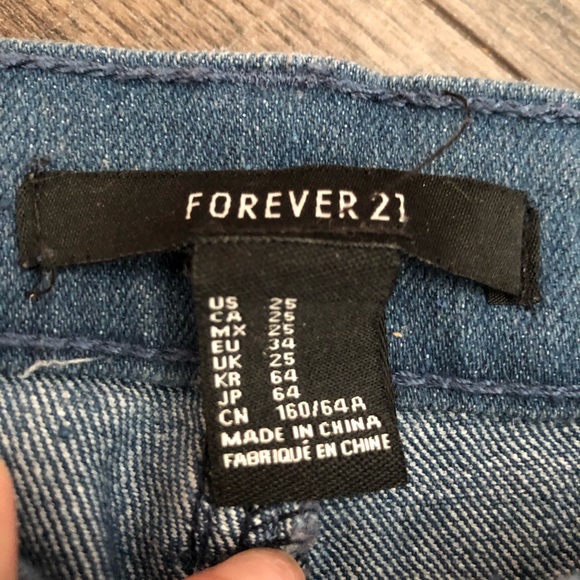 FOREVER 21
US 25
CA 25
MX 25
EU 34
UK 25
KR 64
JP 64
CN 160/64A
MADE IN CHINA
FABRIQUÉ EN CHINE